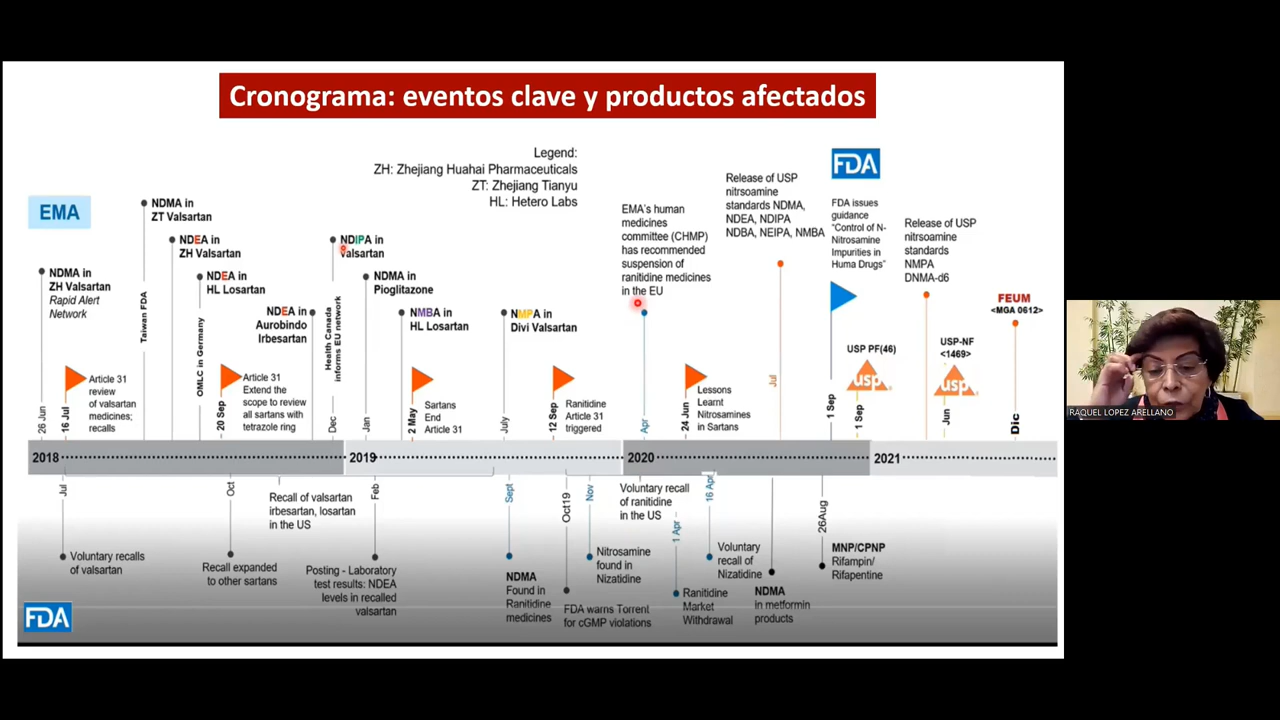 Cronograma: eventos clave y productos afectados
Legend:
ZH: Zhejiang Huahai Pharmaceuticals
ZT: Zhejiang Tianyu
HL: Hetero Labs
EMA
NDMA in
ZH Valsartan
Rapid Alert
Network
26 Jun
16 Jul
Article 31
review
of valsartan
medicines;
recalls
NDMA in
ZT Valsartan
Taiwan FDA
NDEA in
ZH Valsartan
NDEA in
HL Losartan
OMLC in Germany
20 Sep
Article 31
Extend the
scope to review
all sartans with
tetrazole ring
NDEA in
Aurobindo
Irbesartan
NDIPA in
Valsartan
Health Canada
informs EU network
Dec
NDMA in
Pioglitazone
Jan
NMBA in
HL Losartan
2 May
Sartans
End
Article 31
NMPA in
Divi Valsartan
July
12 Sep
Ranitidine
Article 31
triggered
EMA's human
medicines
committee (CHMP)
has recommended
suspension of
ranitidine medicines
in the EU
Apr
24 Jun
Lessons
Learnt
Nitrosamines
in Sartans
Release of USP
nitrsoamine
standards NDMA,
NDEA, NDIPA
NDBA, NEIPA, NMBA
Jul
FDA
FDA issues
guidance
"Control of N-
Nitrosamine
Impurities in
Huma Drugs"
1 Sep
USP PF(46)
usp
1 Sep
Release of USP
nitrsoamine
standards
NMPA
DNMA-d6
USP-NF
<1469>
usp
Jun
FEUM
<MGA 0612>
Dic
2018
2019
2020
2021
Jul
Voluntary recalls
of valsartan
Oct
Recall expanded
to other sartans
Recall of valsartan
irbesartan, losartan
in the US
Feb
Posting - Laboratory
test results: NDEA
levels in recalled
valsartan
Sept
NDMA
Found in
Ranitidine
medicines
Oct19
FDA warns Torrent
for cGMP violations
Nov
Nitrosamine
found in
Nizatidine
Voluntary recall
of ranitidine
in the US
1 Apr
Ranitidine
Market
Withdrawal
16 Apr
Voluntary
recall of
Nizatidine
NDMA
in metformin
products
26Aug
MNP/CPNP
Rifampin/
Rifapentine
FDA
RAQUEL LOPEZ ARELLANO